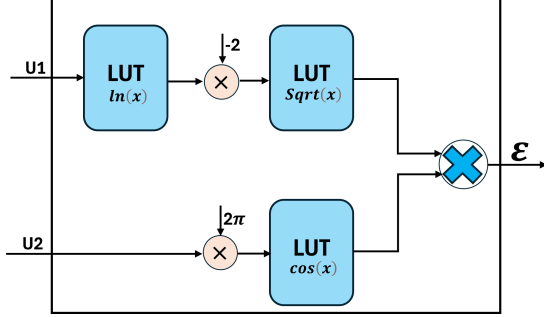 U1
LUT
ln(x)
×
-2
LUT
Sqrt(x)
ε
U2
×
2π
LUT
cos(x)